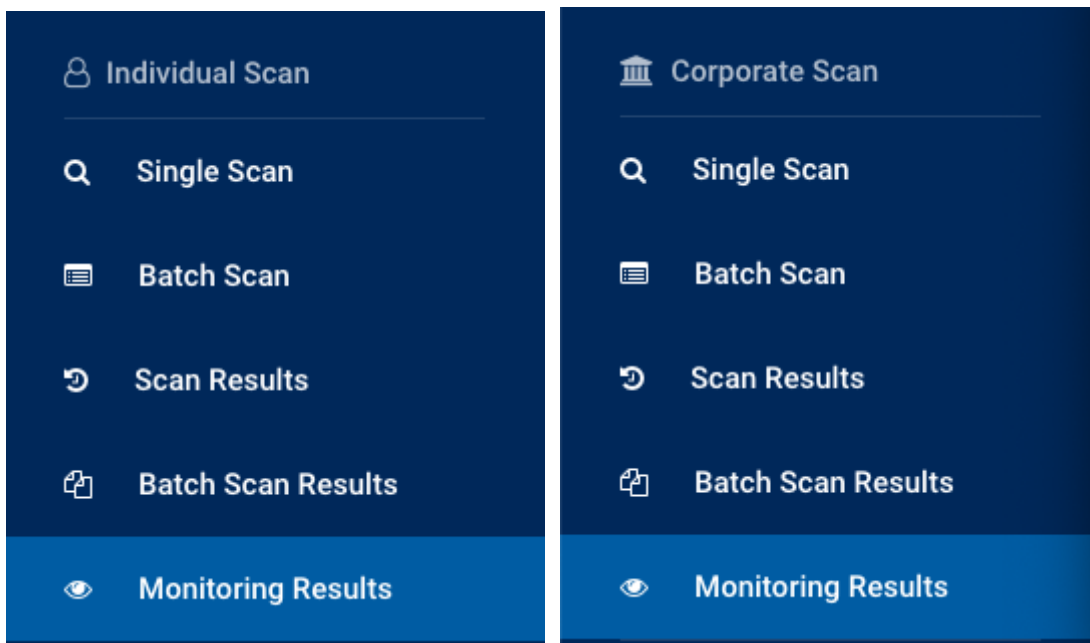 Individual Scan
Single Scan
Batch Scan
Scan Results
Batch Scan Results
Monitoring Results
Corporate Scan
Single Scan
Batch Scan
Scan Results
Batch Scan Results
Monitoring Results